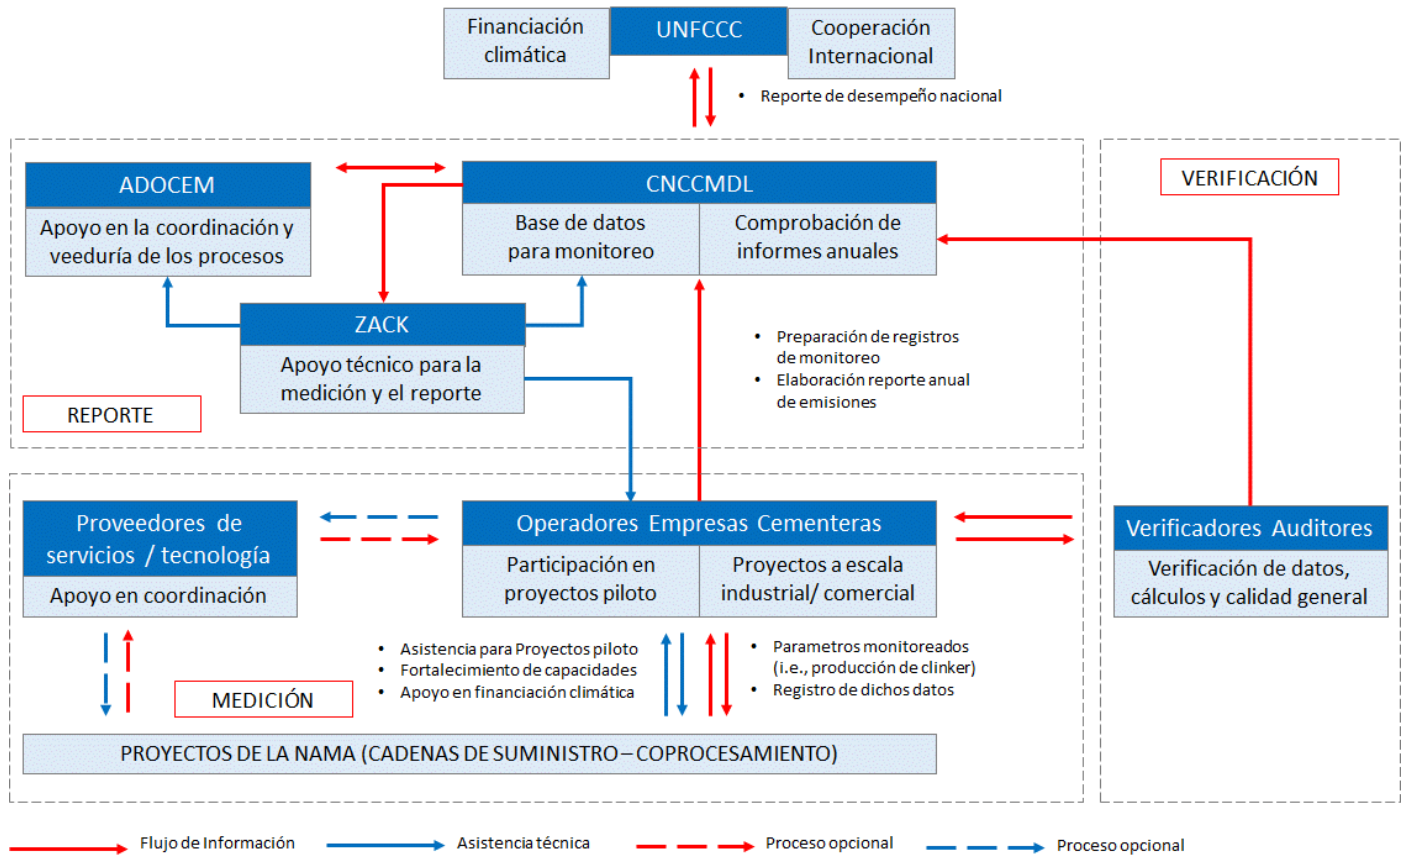 Financiación
climática
UNFCCC
Cooperación
Internacional
• Reporte de desempeño nacional
ADOCEM
Apoyo en la coordinación y
veeduría de los procesos
CNCCMDL
Base de datos
para monitoreo
Comprobación de
informes anuales
VERIFICACIÓN
ZACK
Apoyo técnico para la
medición y el reporte
• Preparación de registros
de monitoreo
• Elaboración reporte anual
de emisiones
REPORTE
Proveedores de
servicios / tecnología
Apoyo en coordinación
Operadores Empresas Cementeras
Participación en
proyectos piloto
Proyectos a escala
industrial/ comercial
Verificadores Auditores
Verificación de datos,
cálculos y calidad general
• Asistencia para Proyectos piloto
• Fortalecimiento de capacidades
• Apoyo en financiación climática
• Parametros monitoreados
(i.e., producción de clinker)
• Registro de dichos datos
MEDICIÓN
PROYECTOS DE LA NAMA (CADENAS DE SUMINISTRO – COPROCESAMIENTO)
Flujo de Información
Asistencia técnica
Proceso opcional
Proceso opcional